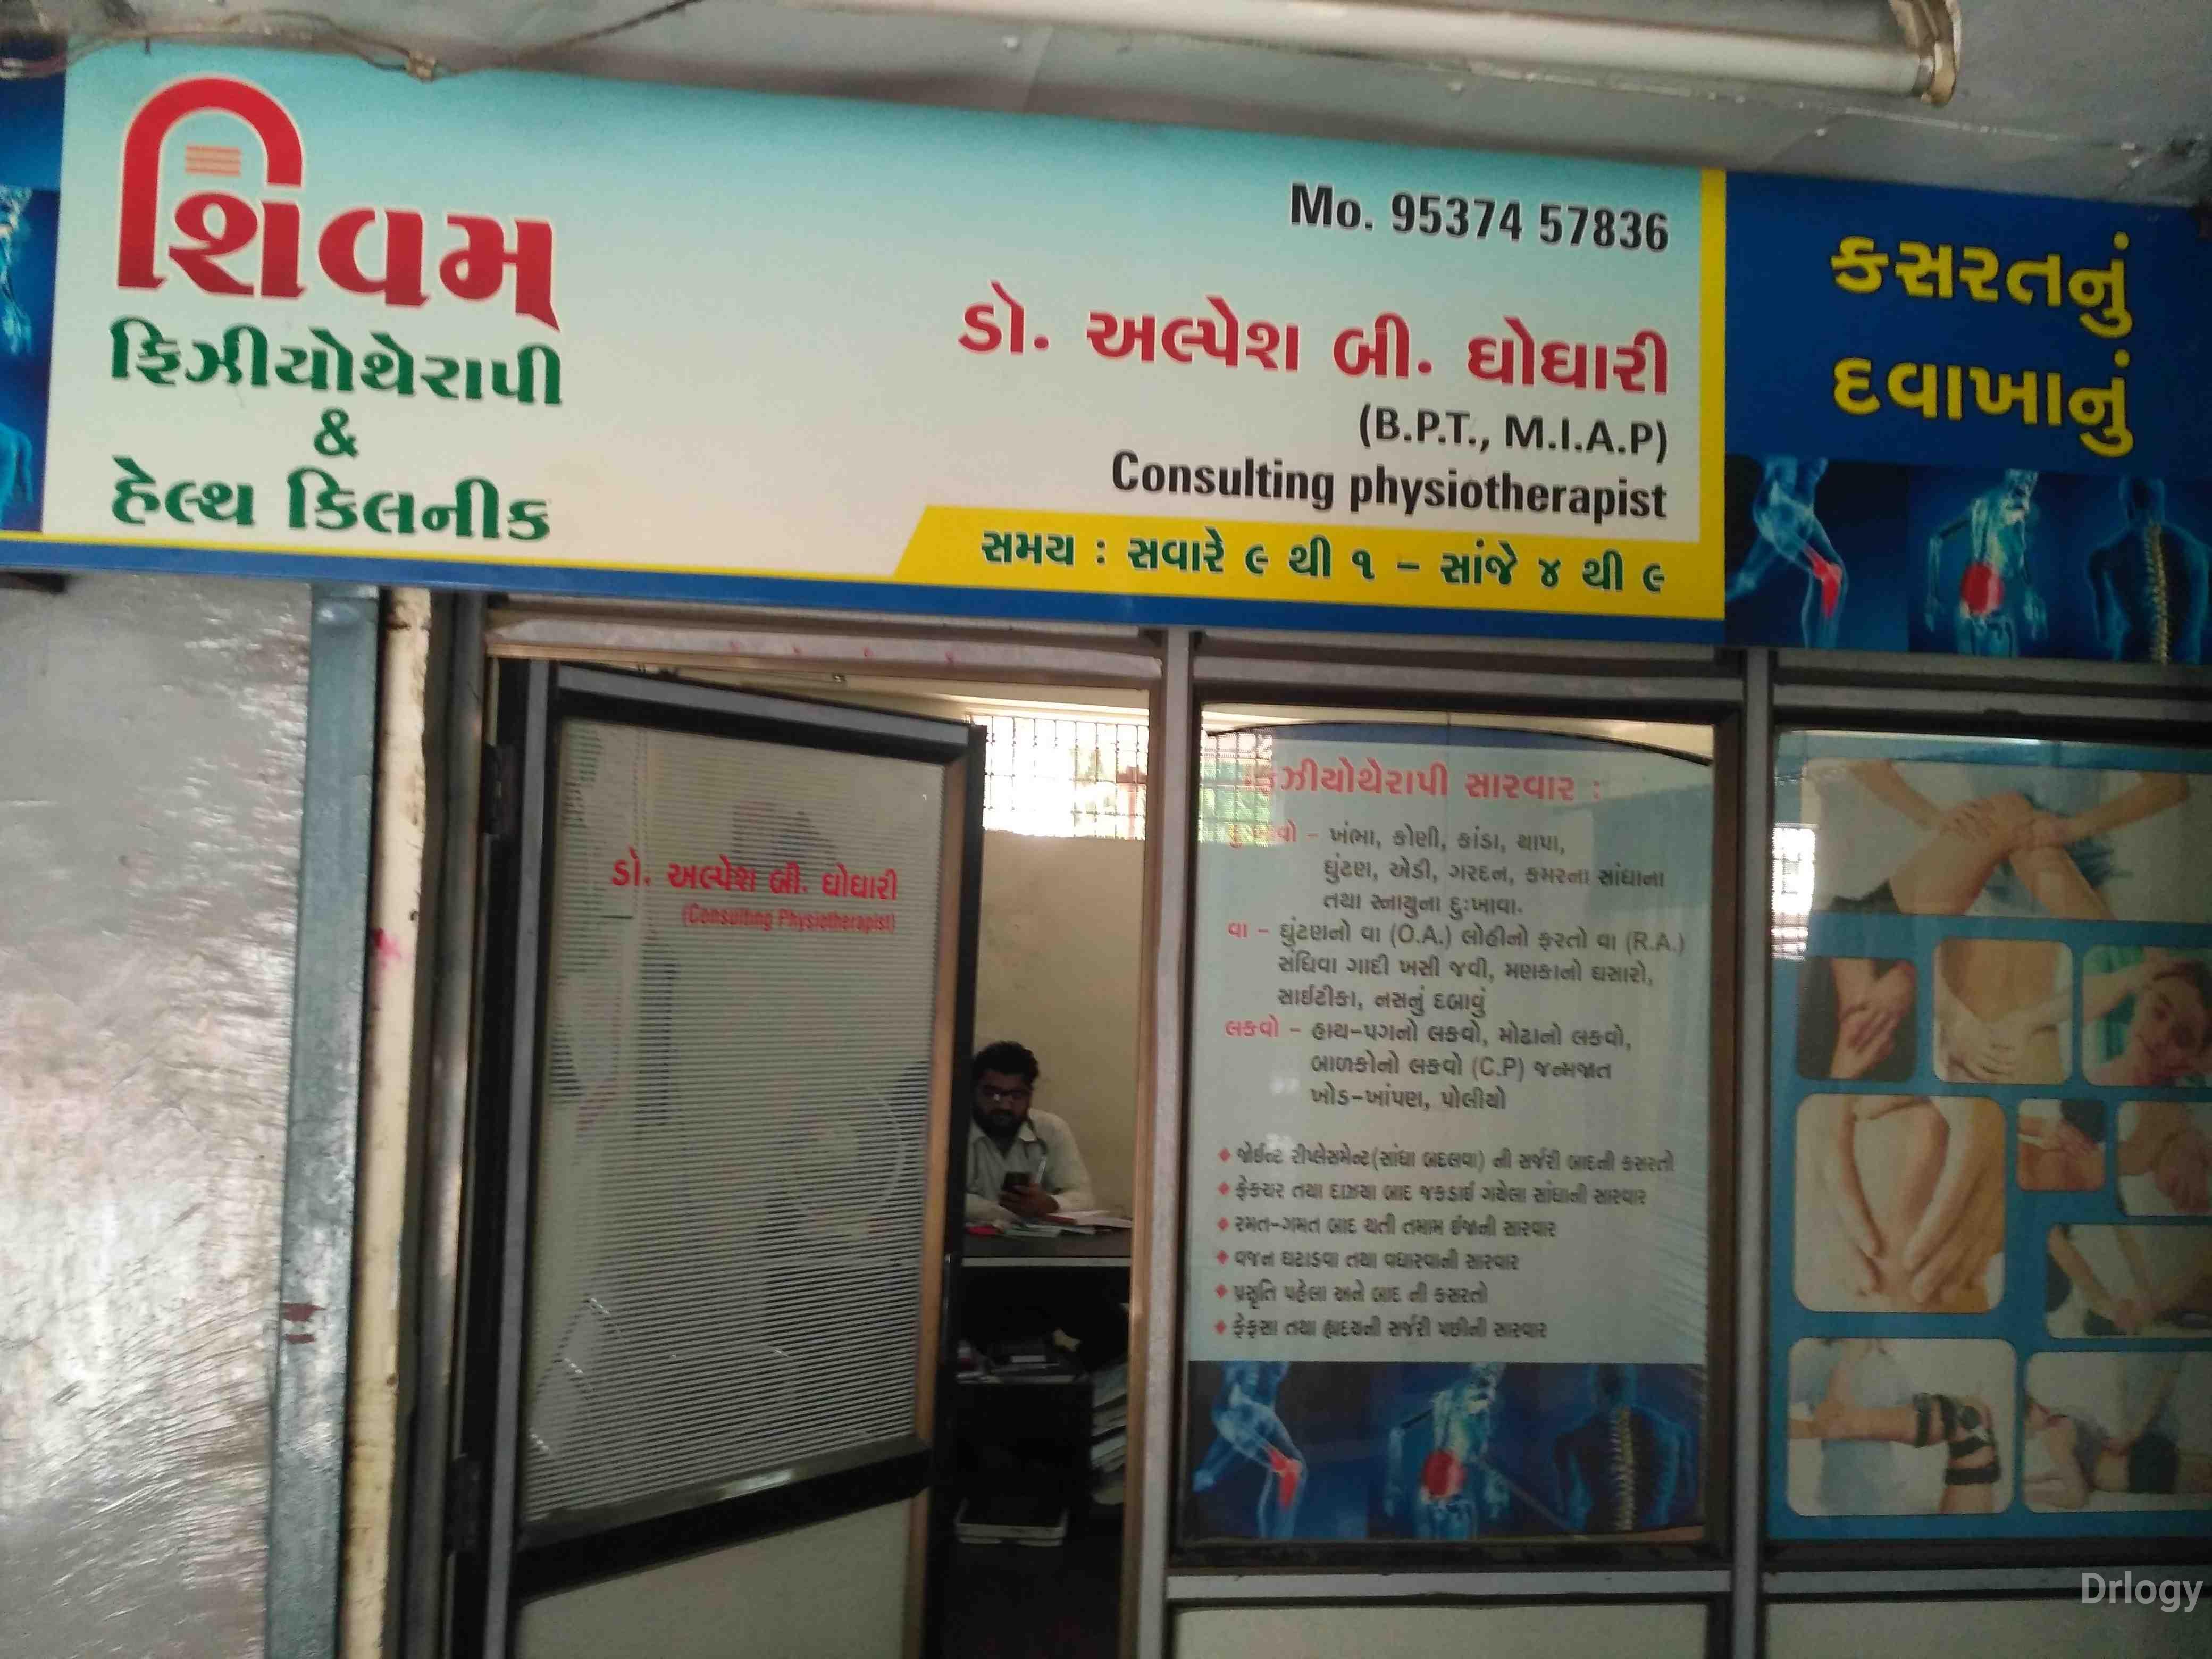 શિવમ
ફિઝીયોથેરાપી
&
હેલ્થ ક્લિનીક
Mo. 95374 57836
ડો. અલ્પેશ બી. ઘોઘારી
(B.P.T., M.I.A.P)
Consulting physiotherapist
સમય : સવારે ૯ થી ૧ - સાંજે ૪ થી ૯
કસરતનું
દવાખાનું
ડો. અલ્પેશ બી. ઘોઘારી
(Consulting Physiotherapist)
ફિઝીયોથેરાપી સારવાર :
દુઃખાવો - ખંભા, કોણી, કાંડા, થાપા,
ઘુંટણ, એડી, ગરદન, કમરના સાંધાના
તથા સ્નાયુના દુઃખાવા.
વા - ઘુંટણનો વા (O.A.) લોહીનો ફરતો વા (R.A.)
સંધિવા ગાદી ખસી જવી, મણકાનો ઘસારો,
સાઈટીકા, નસનું દબાવું
લકવો - હાથ-પગનો લકવો, મોઢાનો લકવો,
બાળકોનો લકવો (C.P) જન્મજાત
ખોડ-ખાંપણ, પોલીયો
જોઈન્ટ રીપ્લેસમેન્ટ(સાંધા બદલવા) ની સર્જરી બાદની કસરતો
ફ્રેકચર તથા દાઝયા બાદ જકડાઈ ગયેલા સાંધાની સારવાર
રમત-ગમત બાદ થતી તમામ ઈજાની સારવાર
વજન ઘટાડવા તથા વધારવાની સારવાર
પ્રસૂતિ પહેલા અને બાદ ની કસરતો
ફેફસા તથા હ્યદયની સર્જરી પછીની સારવાર
Drlogy